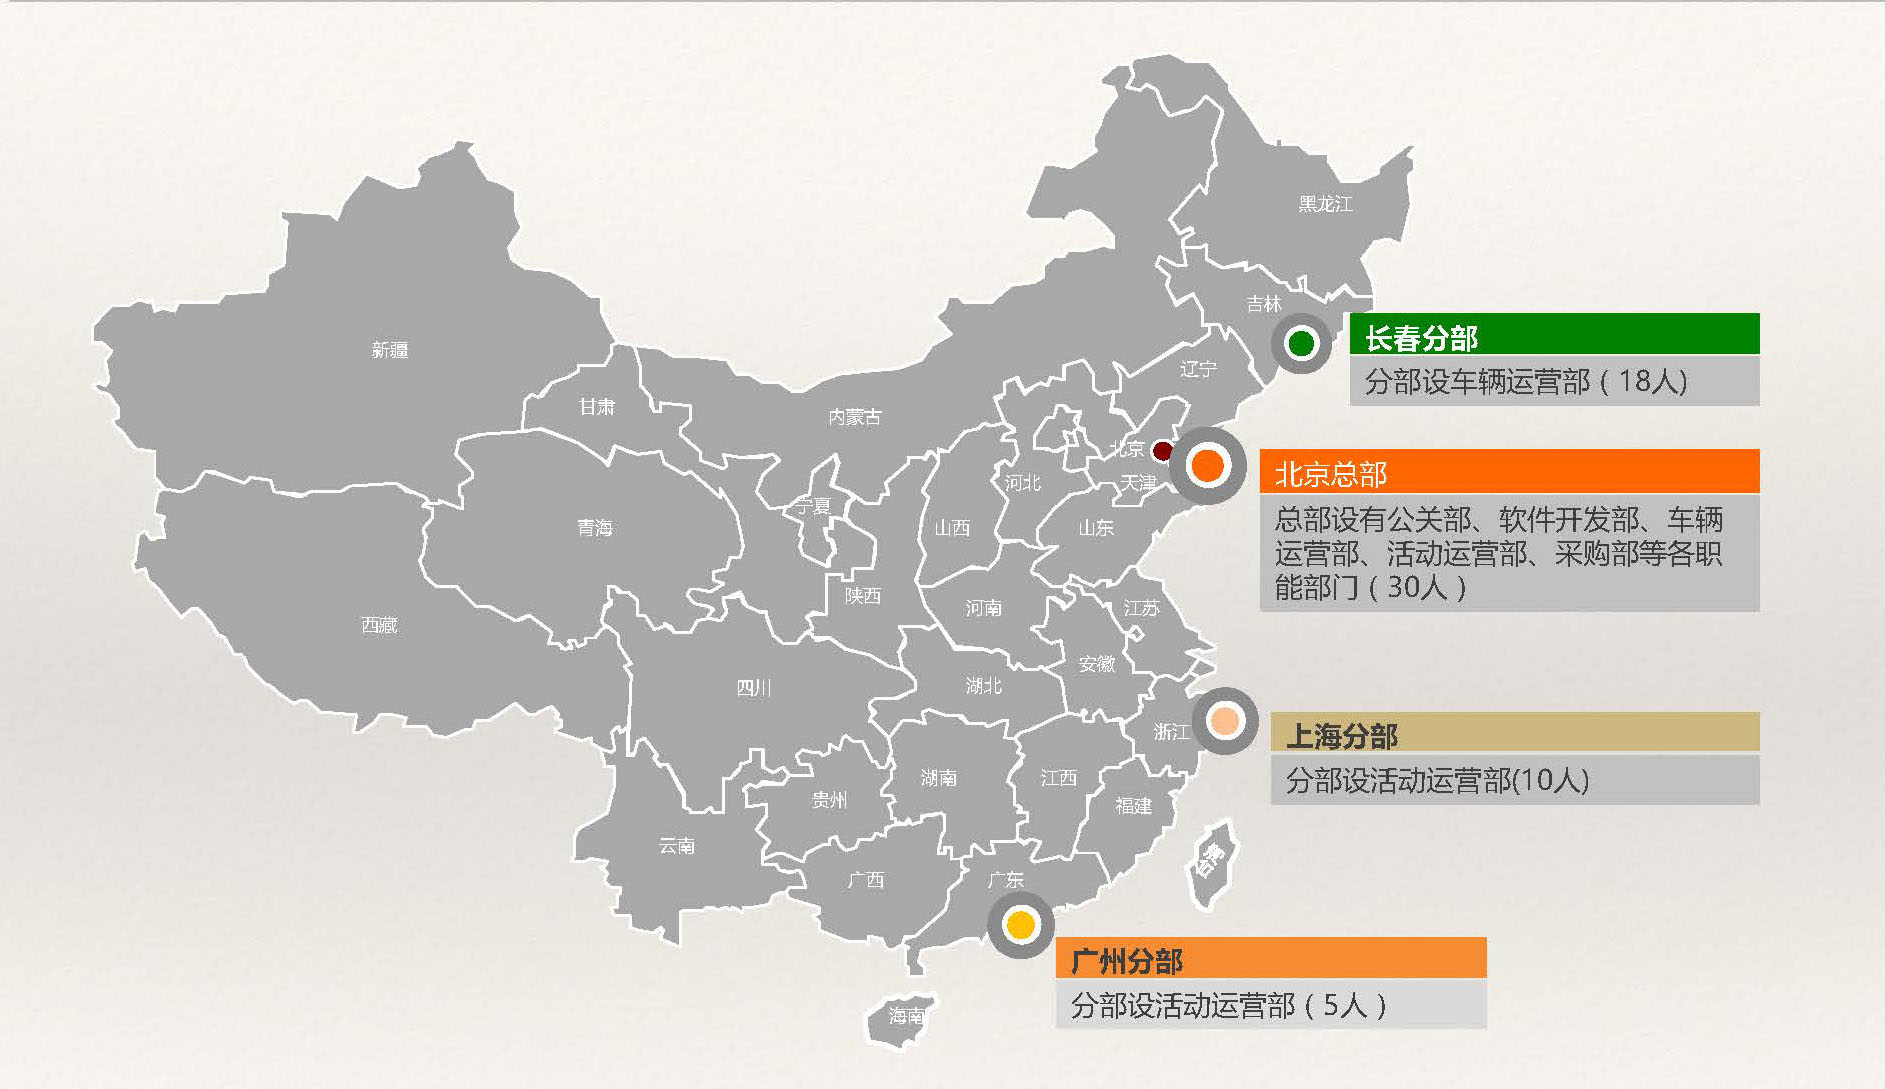 黑龙江
吉林
长春分部
分部设车辆运营部（18人）
新疆
辽宁
甘肃
内蒙古
北京
北京总部
河北
天津
总部设有公关部、软件开发部、车辆
运营部、活动运营部、采购部等各职
能部门（30人）
宁夏
青海
山西
山东
陕西
河南
江苏
西藏
安徽
四川
湖北
浙江
上海分部
分部设活动运营部(10人)
湖南
江西
贵州
福建
云南
台湾
广西
广东
广州分部
分部设活动运营部（5人）
海南